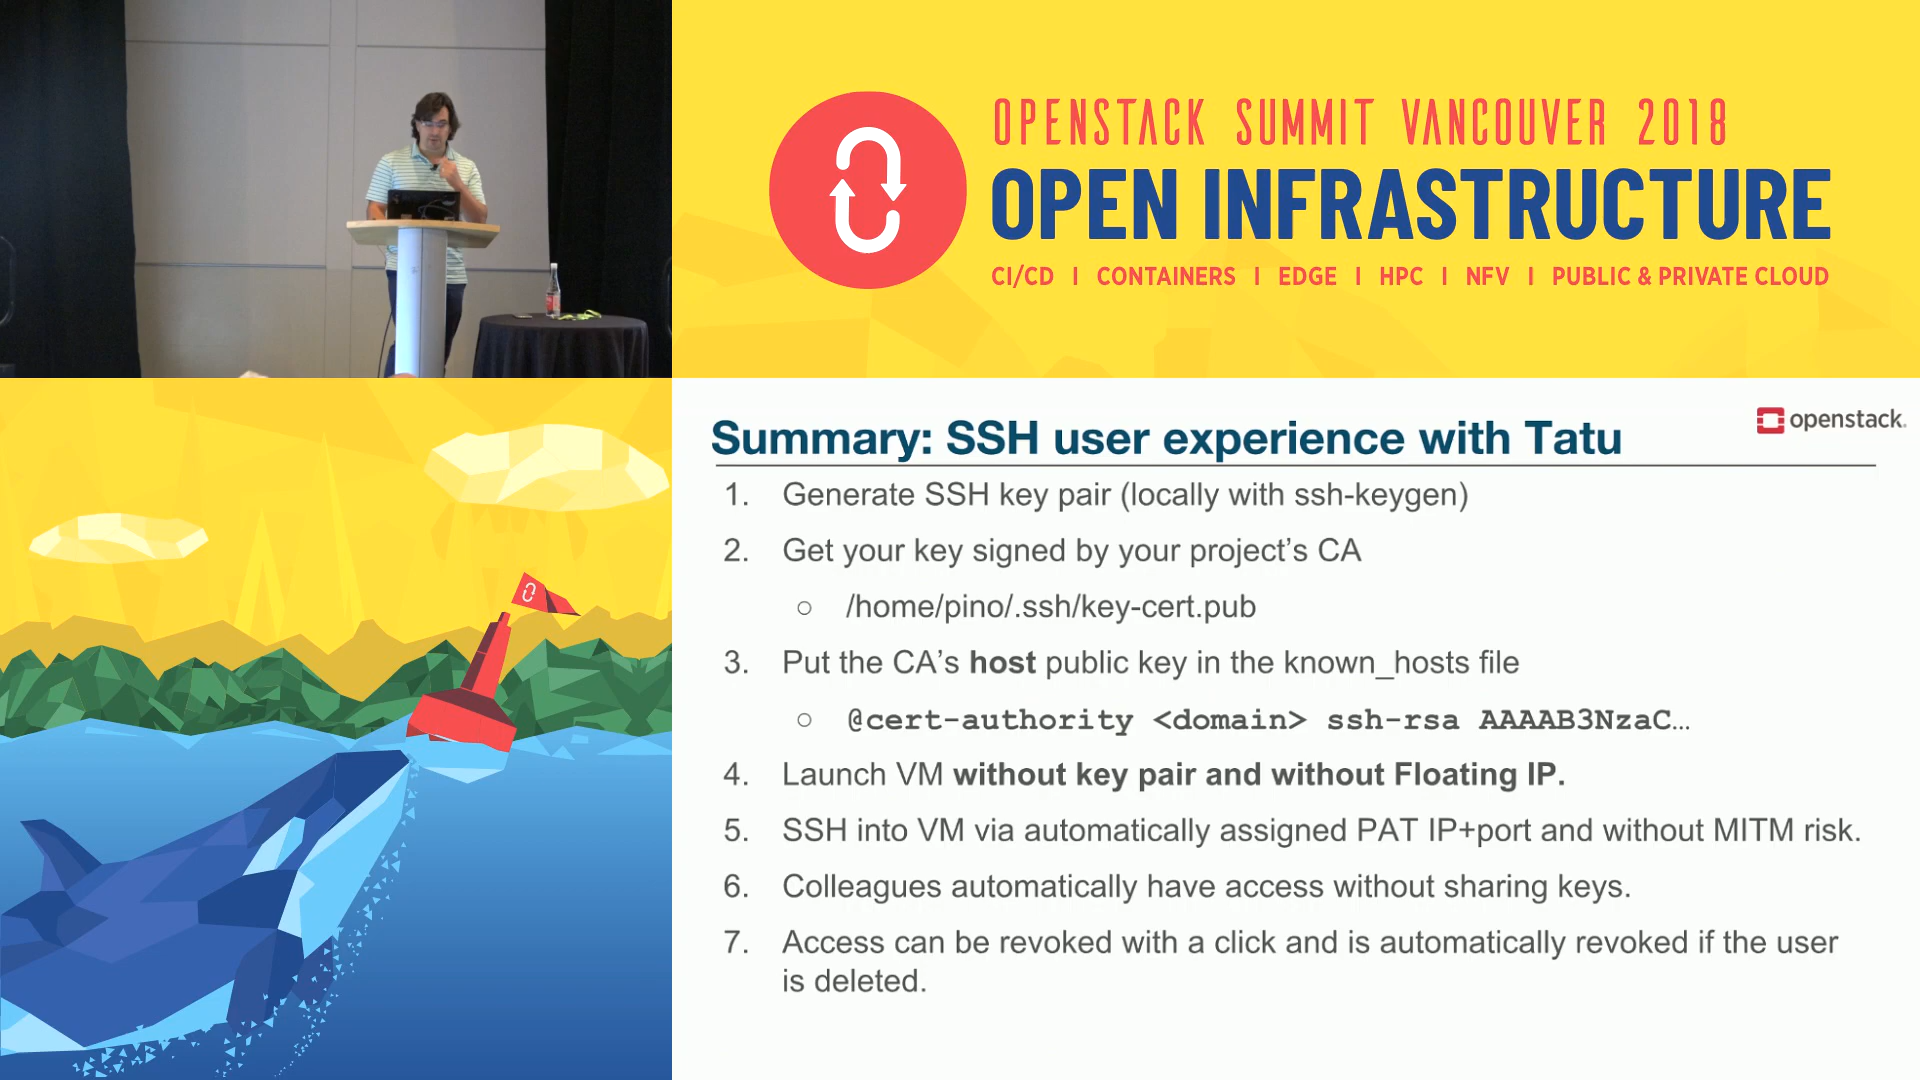 OPENSTACK SUMMIT VANCOUVER 2018
OPEN INFRASTRUCTURE
CI/CD | CONTAINERS | EDGE | HPC | NFV | PUBLIC & PRIVATE CLOUD
openstack.
Summary: SSH user experience with Tatu
1. Generate SSH key pair (locally with ssh-keygen)
2. Get your key signed by your project's CA
○ /home/pino/.ssh/key-cert.pub
3. Put the CA's host public key in the known_hosts file
○ @cert-authority <domain> ssh-rsa AAAAB3NzaC…
4. Launch VM without key pair and without Floating IP.
5. SSH into VM via automatically assigned PAT IP+port and without MITM risk.
6. Colleagues automatically have access without sharing keys.
7. Access can be revoked with a click and is automatically revoked if the user
is deleted.